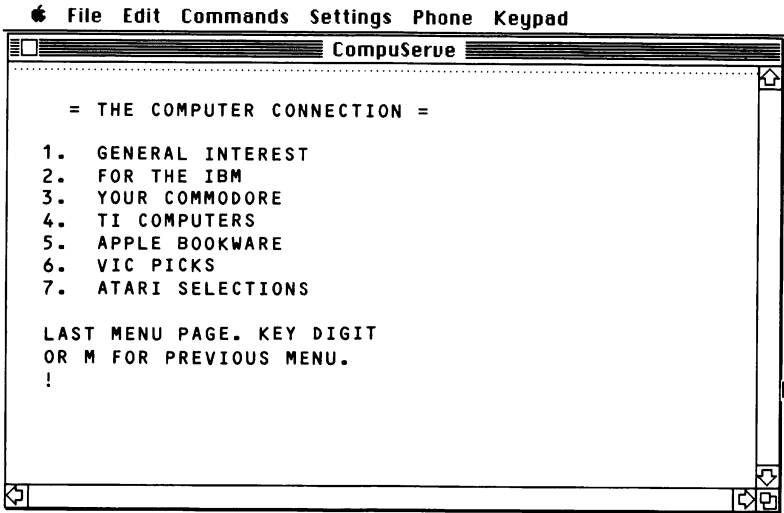 File Edit Commands Settings Phone Keypad
CompuServe
= THE COMPUTER CONNECTION =
1. GENERAL INTEREST
2. FOR THE IBM
3. YOUR COMMODORE
4. TI COMPUTERS
5. APPLE BOOKWARE
6. VIC PICKS
7. ATARI SELECTIONS
LAST MENU PAGE. KEY DIGIT
OR M FOR PREVIOUS MENU.
!